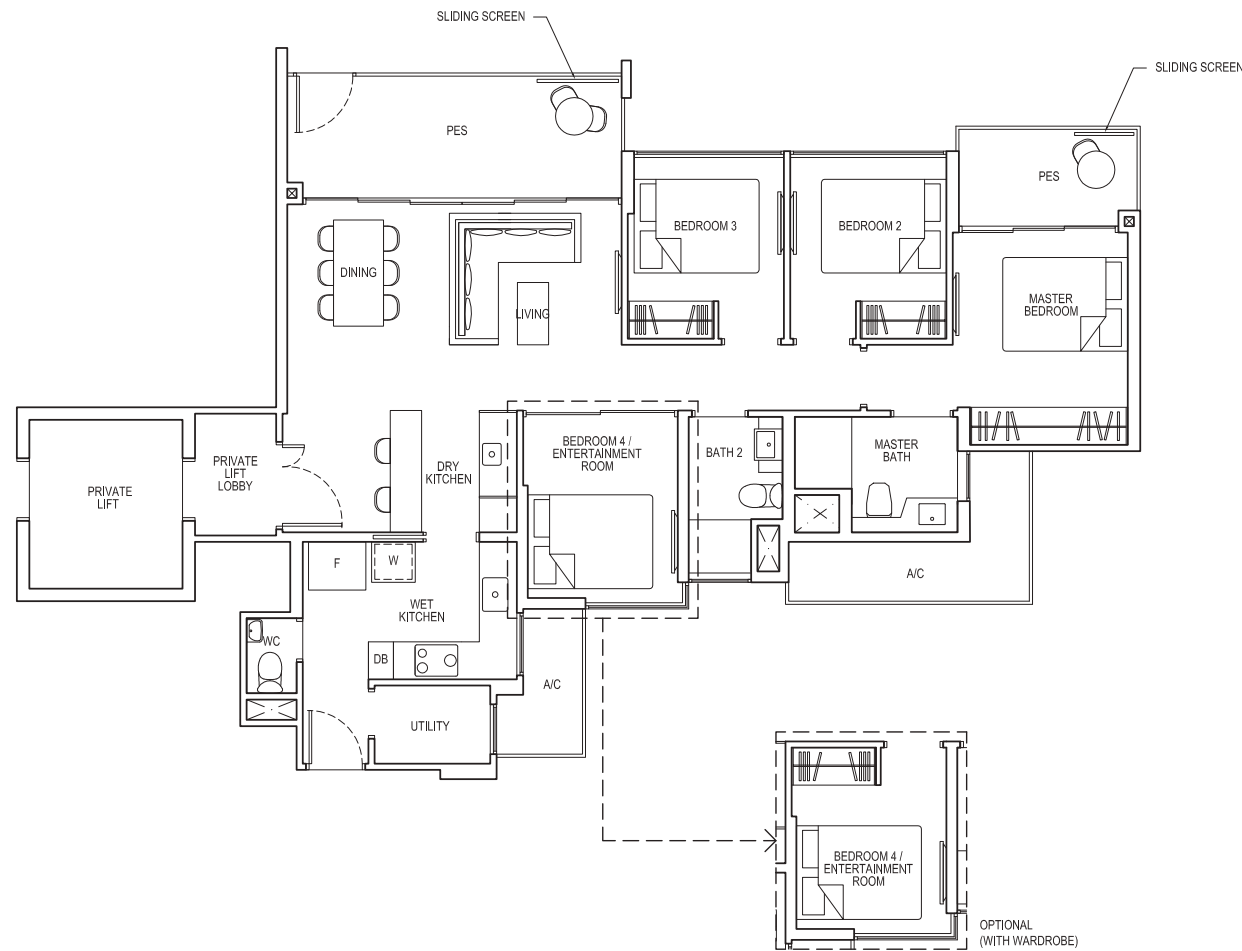 SLIDING SCREEN
SLIDING SCREEN
PES
PES
BEDROOM 3
BEDROOM 2
DINING
LIVING
MASTER
BEDROOM
PRIVATE
LIFT
PRIVATE
LIFT
LOBBY
DRY
KITCHEN
BEDROOM 4 /
ENTERTAINMENT
ROOM
BATH 2
MASTER
BATH
F
W
WET
KITCHEN
A/C
WC
DB
A/C
UTILITY
BEDROOM 4 /
ENTERTAINMENT
ROOM
OPTIONAL
(WITH WARDROBE)